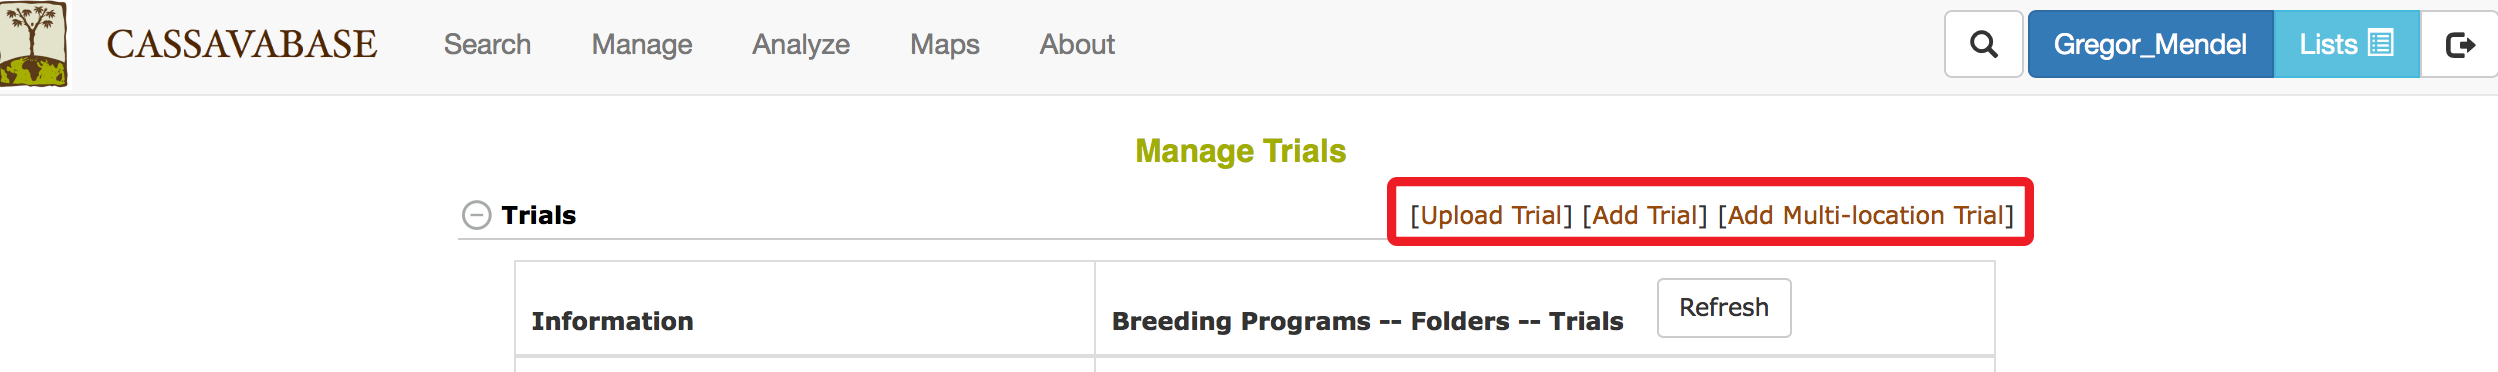 CASSAVABASE Search Manage Analyze Maps About Gregor_Mendel Lists
Manage Trials
Trials [Upload Trial] [Add Trial] [Add Multi-location Trial]
Information Breeding Programs -- Folders -- Trials Refresh